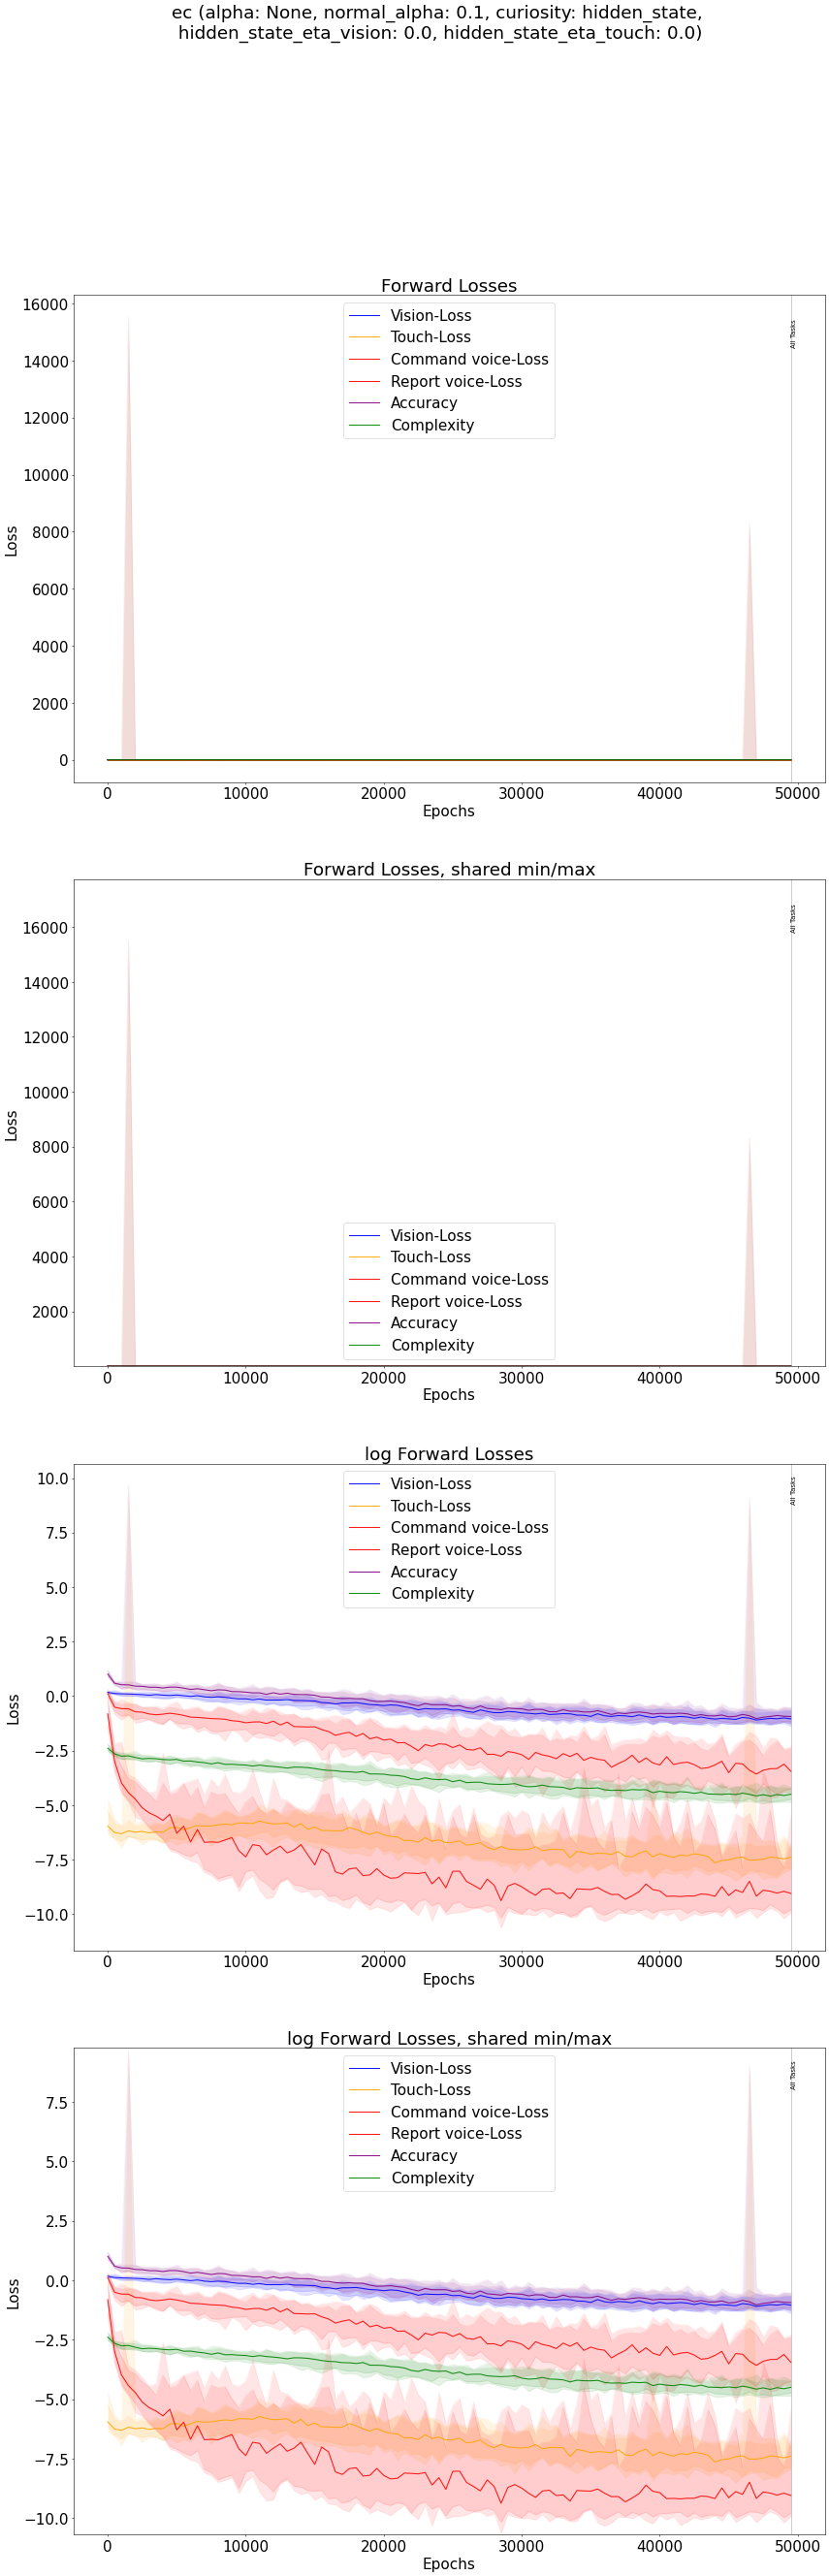 ec (alpha: None, normal_alpha: 0.1, curiosity: hidden_state,
hidden_state_eta_vision: 0.0, hidden_state_eta_touch: 0.0)
Forward Losses
16000
14000
12000
10000
8000
6000
4000
2000
0
Loss
Vision-Loss
Touch-Loss
Command voice-Loss
Report voice-Loss
Accuracy
Complexity
All Tasks
0 10000 20000 30000 40000 50000
Epochs
Forward Losses, shared min/max
16000
14000
12000
10000
8000
6000
4000
2000
Loss
All Tasks
Vision-Loss
Touch-Loss
Command voice-Loss
Report voice-Loss
Accuracy
Complexity
0 10000 20000 30000 40000 50000
Epochs
log Forward Losses
10.0
7.5
5.0
2.5
0.0
−2.5
−5.0
−7.5
−10.0
Loss
Vision-Loss
Touch-Loss
Command voice-Loss
Report voice-Loss
Accuracy
Complexity
All Tasks
0 10000 20000 30000 40000 50000
Epochs
log Forward Losses, shared min/max
7.5
5.0
2.5
0.0
−2.5
−5.0
−7.5
−10.0
Loss
Vision-Loss
Touch-Loss
Command voice-Loss
Report voice-Loss
Accuracy
Complexity
All Tasks
0 10000 20000 30000 40000 50000
Epochs